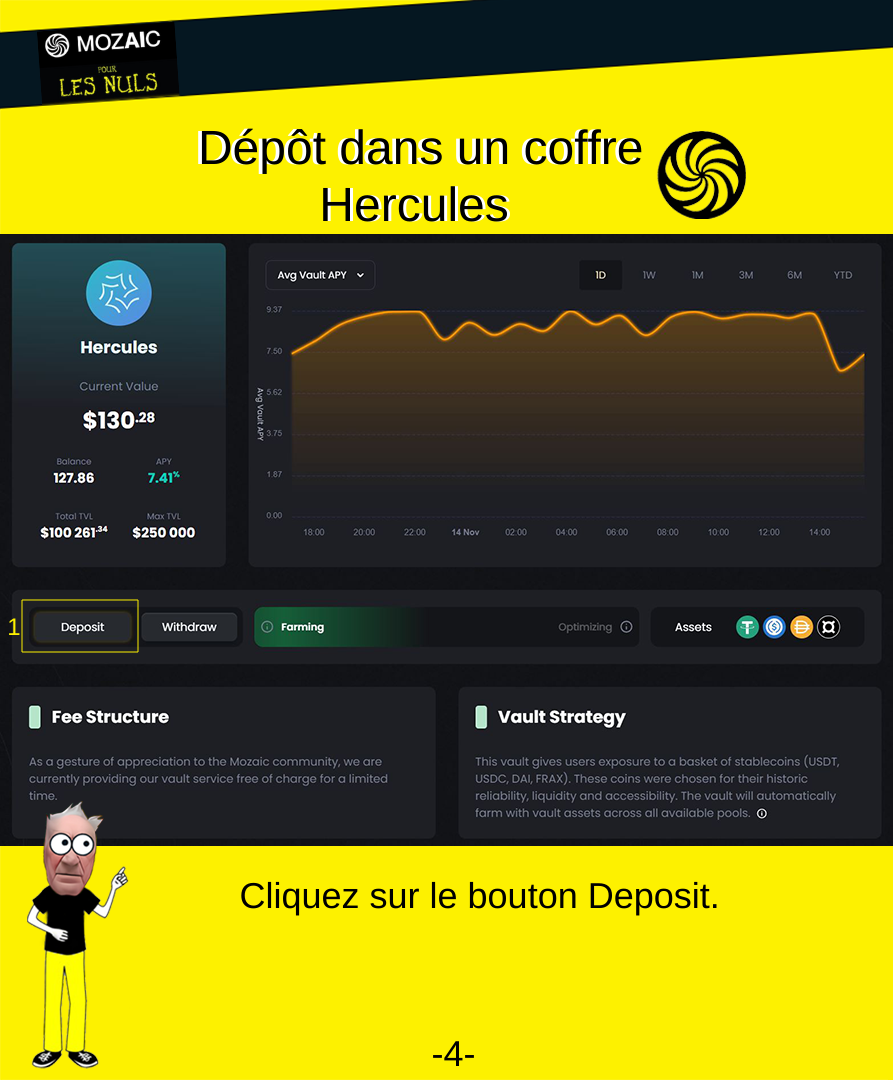 MOZAIC
POUR
LES NULS
Dépôt dans un coffre
Hercules
Hercules
Current Value
$130.28
Balance
APY
127.86
7.41%
Total TVL
Max TVL
$100 261.34
$250 000
Avg Vault APY
1D
1W
1M
3M
6M
YTD
9.37
7.50
5.62
3.75
1.87
0.00
Avg Vault APY
18:00
20:00
22:00
14 Nov
02:00
04:00
06:00
08:00
10:00
12:00
14:00
1
Deposit
Withdraw
Farming
Optimizing
Assets
Fee Structure
As a gesture of appreciation to the Mozaic community, we are
currently providing our vault service free of charge for a limited
time.
Vault Strategy
This vault gives users exposure to a basket of stablecoins (USDT,
USDC, DAI, FRAX). These coins were chosen for their historic
reliability, liquidity and accessibility. The vault will automatically
farm with vault assets across all available pools.
Cliquez sur le bouton Deposit.
-4-